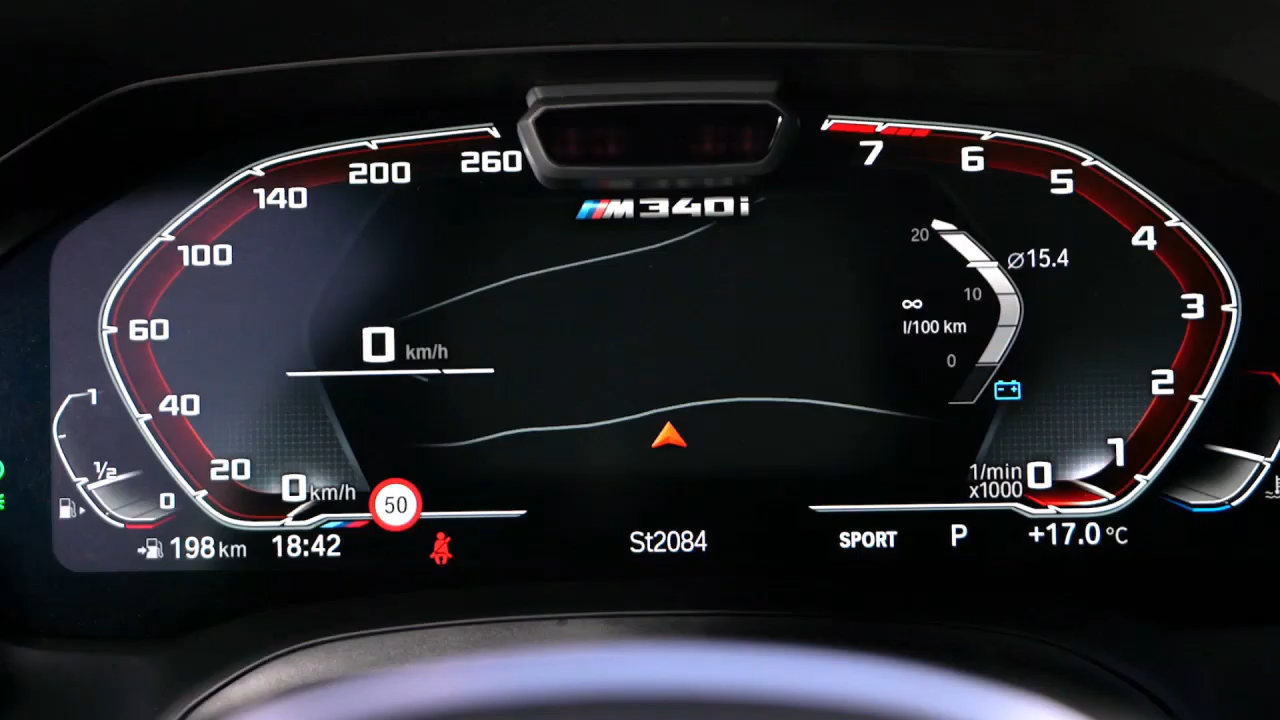 260
200
140
100
60
40
20
0 km/h
1
½
0
M340i
0 km/h
7
6
5
4
3
2
1
0
1/min
x1000
20
10
0
⌀15.4
∞
l/100 km
50
198 km
18:42
St2084
SPORT
P
+17.0 °C